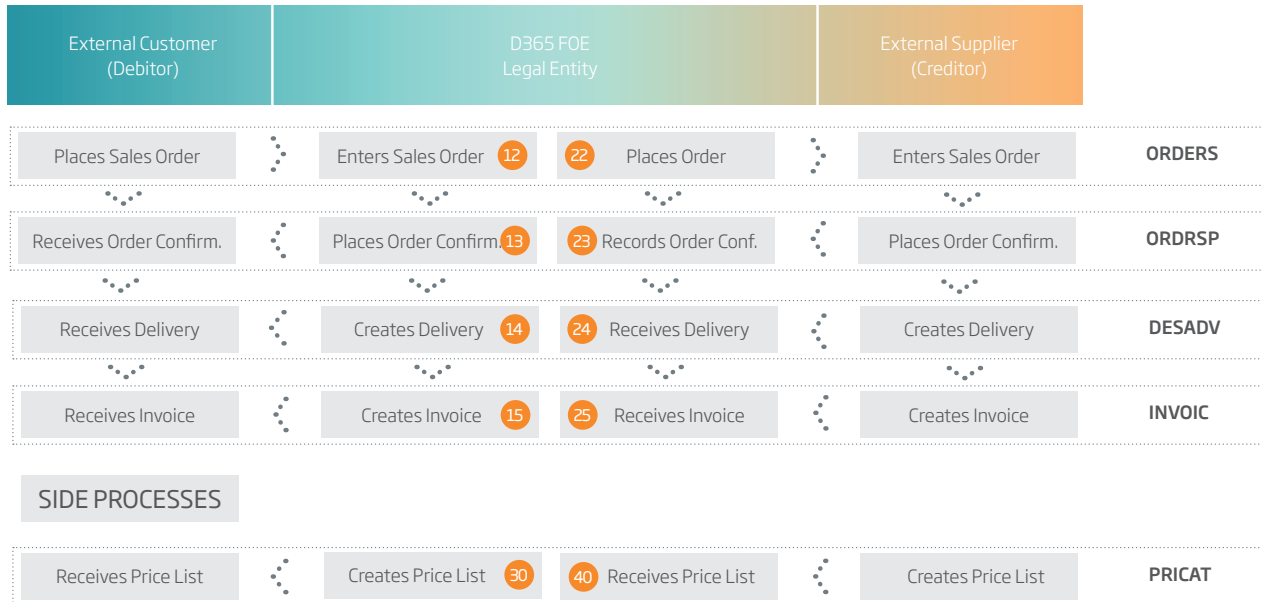 External Customer
(Debitor)
D365 FOE
Legal Entity
External Supplier
(Creditor)
Places Sales Order
Enters Sales Order 12
22 Places Order
Enters Sales Order
ORDERS
Receives Order Confirm.
Places Order Confirm. 13
23 Records Order Conf.
Places Order Confirm.
ORDRSP
Receives Delivery
Creates Delivery 14
24 Receives Delivery
Creates Delivery
DESADV
Receives Invoice
Creates Invoice 15
25 Receives Invoice
Creates Invoice
INVOIC
SIDE PROCESSES
Receives Price List
Creates Price List 30
40 Receives Price List
Creates Price List
PRICAT